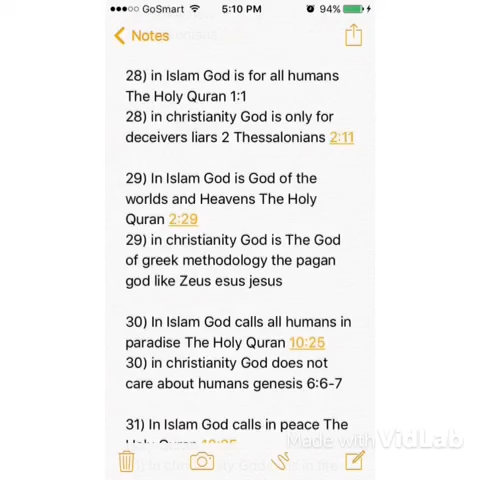 GoSmart 5:10 PM 94%
Notes
28) in Islam God is for all humans
The Holy Quran 1:1
28) in christianity God is only for
deceivers liars 2 Thessalonians 2:11
29) In Islam God is God of the
worlds and Heavens The Holy
Quran 2:29
29) in christianity God is The God
of greek methodology the pagan
god like Zeus esus jesus
30) In Islam God calls all humans in
paradise The Holy Quran 10:25
30) in christianity God does not
care about humans genesis 6:6-7
31) In Islam God calls in peace The
Holy Quran 10:25
Made with VidLab